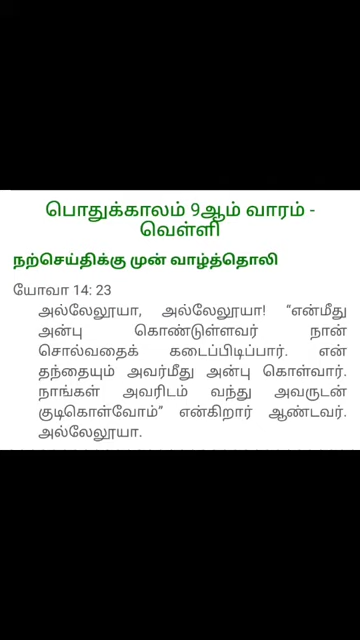 பொதுக்காலம் 9ஆம் வாரம் -
வெள்ளி
நற்செய்திக்கு முன் வாழ்த்தொலி
யோவா 14: 23
அல்லேலூயா, அல்லேலூயா! “என்மீது
அன்பு கொண்டுள்ளவர் நான்
சொல்வதைக் கடைப்பிடிப்பார். என்
தந்தையும் அவர்மீது அன்பு கொள்வார்.
நாங்கள் அவரிடம் வந்து அவருடன்
குடிகொள்வோம்” என்கிறார் ஆண்டவர்.
அல்லேலூயா.